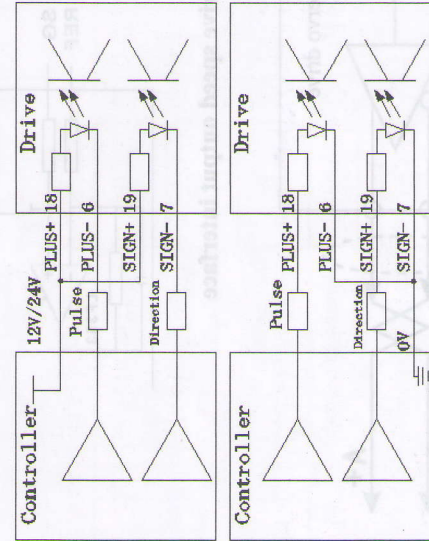 Controller
Drive
12V/24V
PLUS+ 18
Pulse
PLUS- 6
SIGN+ 19
Direction
SIGN- 7
Controller
Drive
PLUS+ 18
Pulse
PLUS- 6
SIGN+ 19
Direction
SIGN- 7
0V